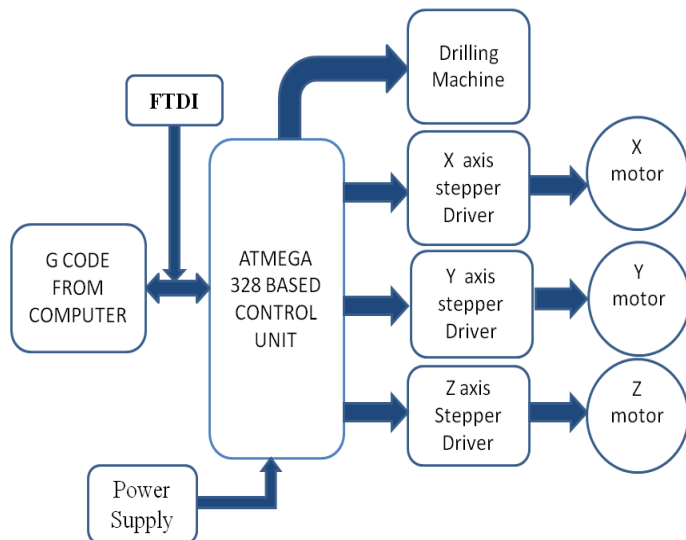 Drilling
Machine
FTDI
X axis
stepper
Driver
X
motor
G CODE
FROM
COMPUTER
ATMEGA
328 BASED
CONTROL
UNIT
Y axis
stepper
Driver
Y
motor
Z axis
Stepper
Driver
Z
motor
Power
Supply